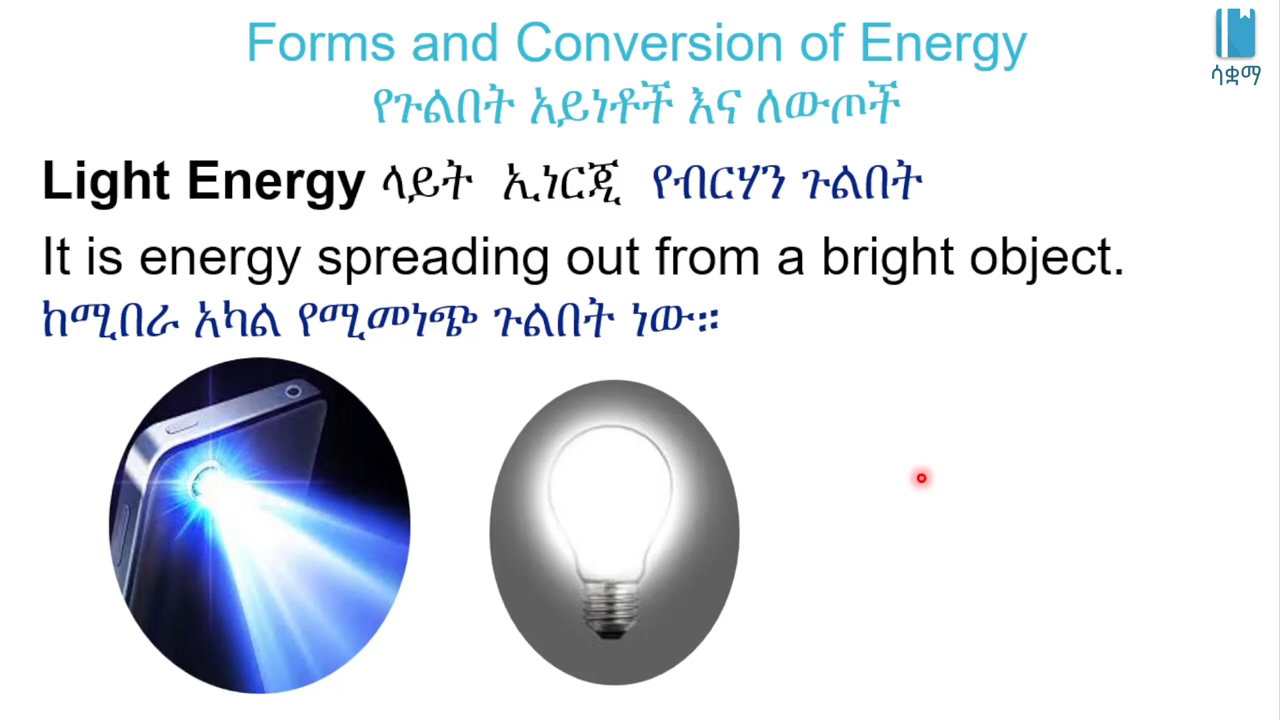 Forms and Conversion of Energy
ሳቋማ
የጉልበት አይነቶች እና ለውጦች
Light Energy ላይት ኢነርጂ የብርሃን ጉልበት
It is energy spreading out from a bright object.
ከሚበራ አካል የሚመነጭ ጉልበት ነው።